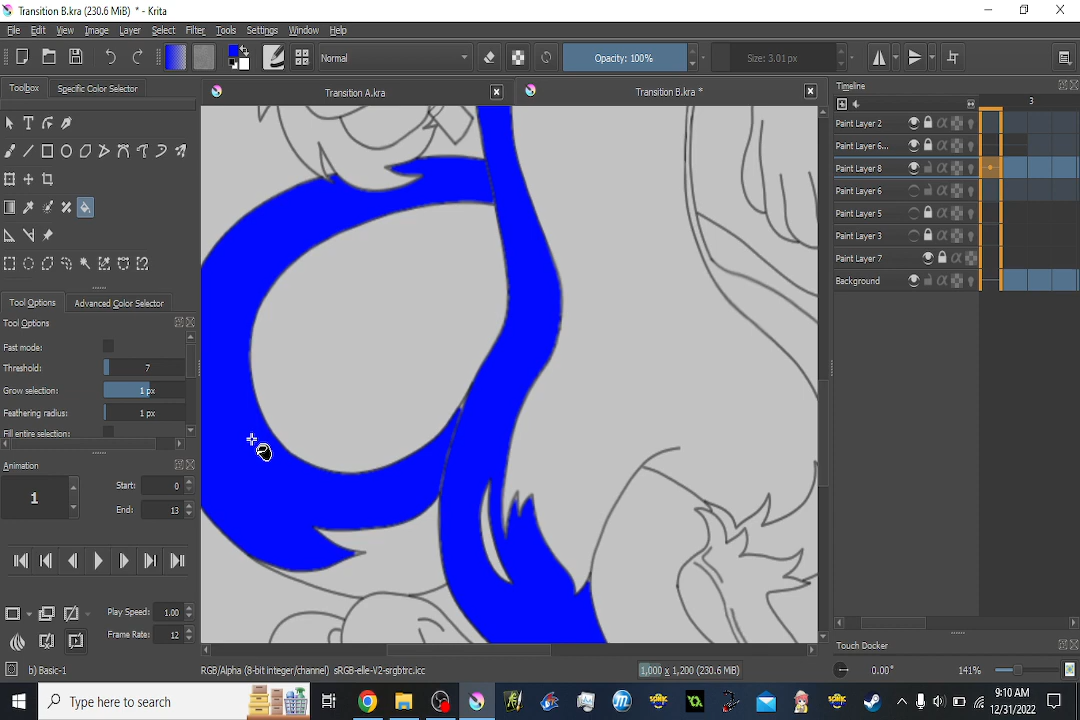 Transition B.kra (230.6 MiB) * - Krita
File Edit View Image Layer Select Filter Tools Settings Window Help
Normal Opacity: 100% Size: 3.01 px
Toolbox Specific Color Selector
Transition A.kra
Transition B.kra *
Timeline
3
Paint Layer 2
Paint Layer 6...
Paint Layer 8
Paint Layer 6
Paint Layer 5
Paint Layer 3
Paint Layer 7
Background
Tool Options Advanced Color Selector
Tool Options
Fast mode:
Threshold: 7
Grow selection: 1 px
Feathering radius: 1 px
Fill entire selection:
Animation
1
Start: 0
End: 13
Play Speed: 1.00
Frame Rate: 12
Touch Docker
b) Basic-1
RGB/Alpha (8-bit integer/channel) sRGB-elle-V2-srgbtrc.icc
1,000 x 1,200 (230.6 MiB)
0.00°
141%
Type here to search
9:10 AM
12/31/2022